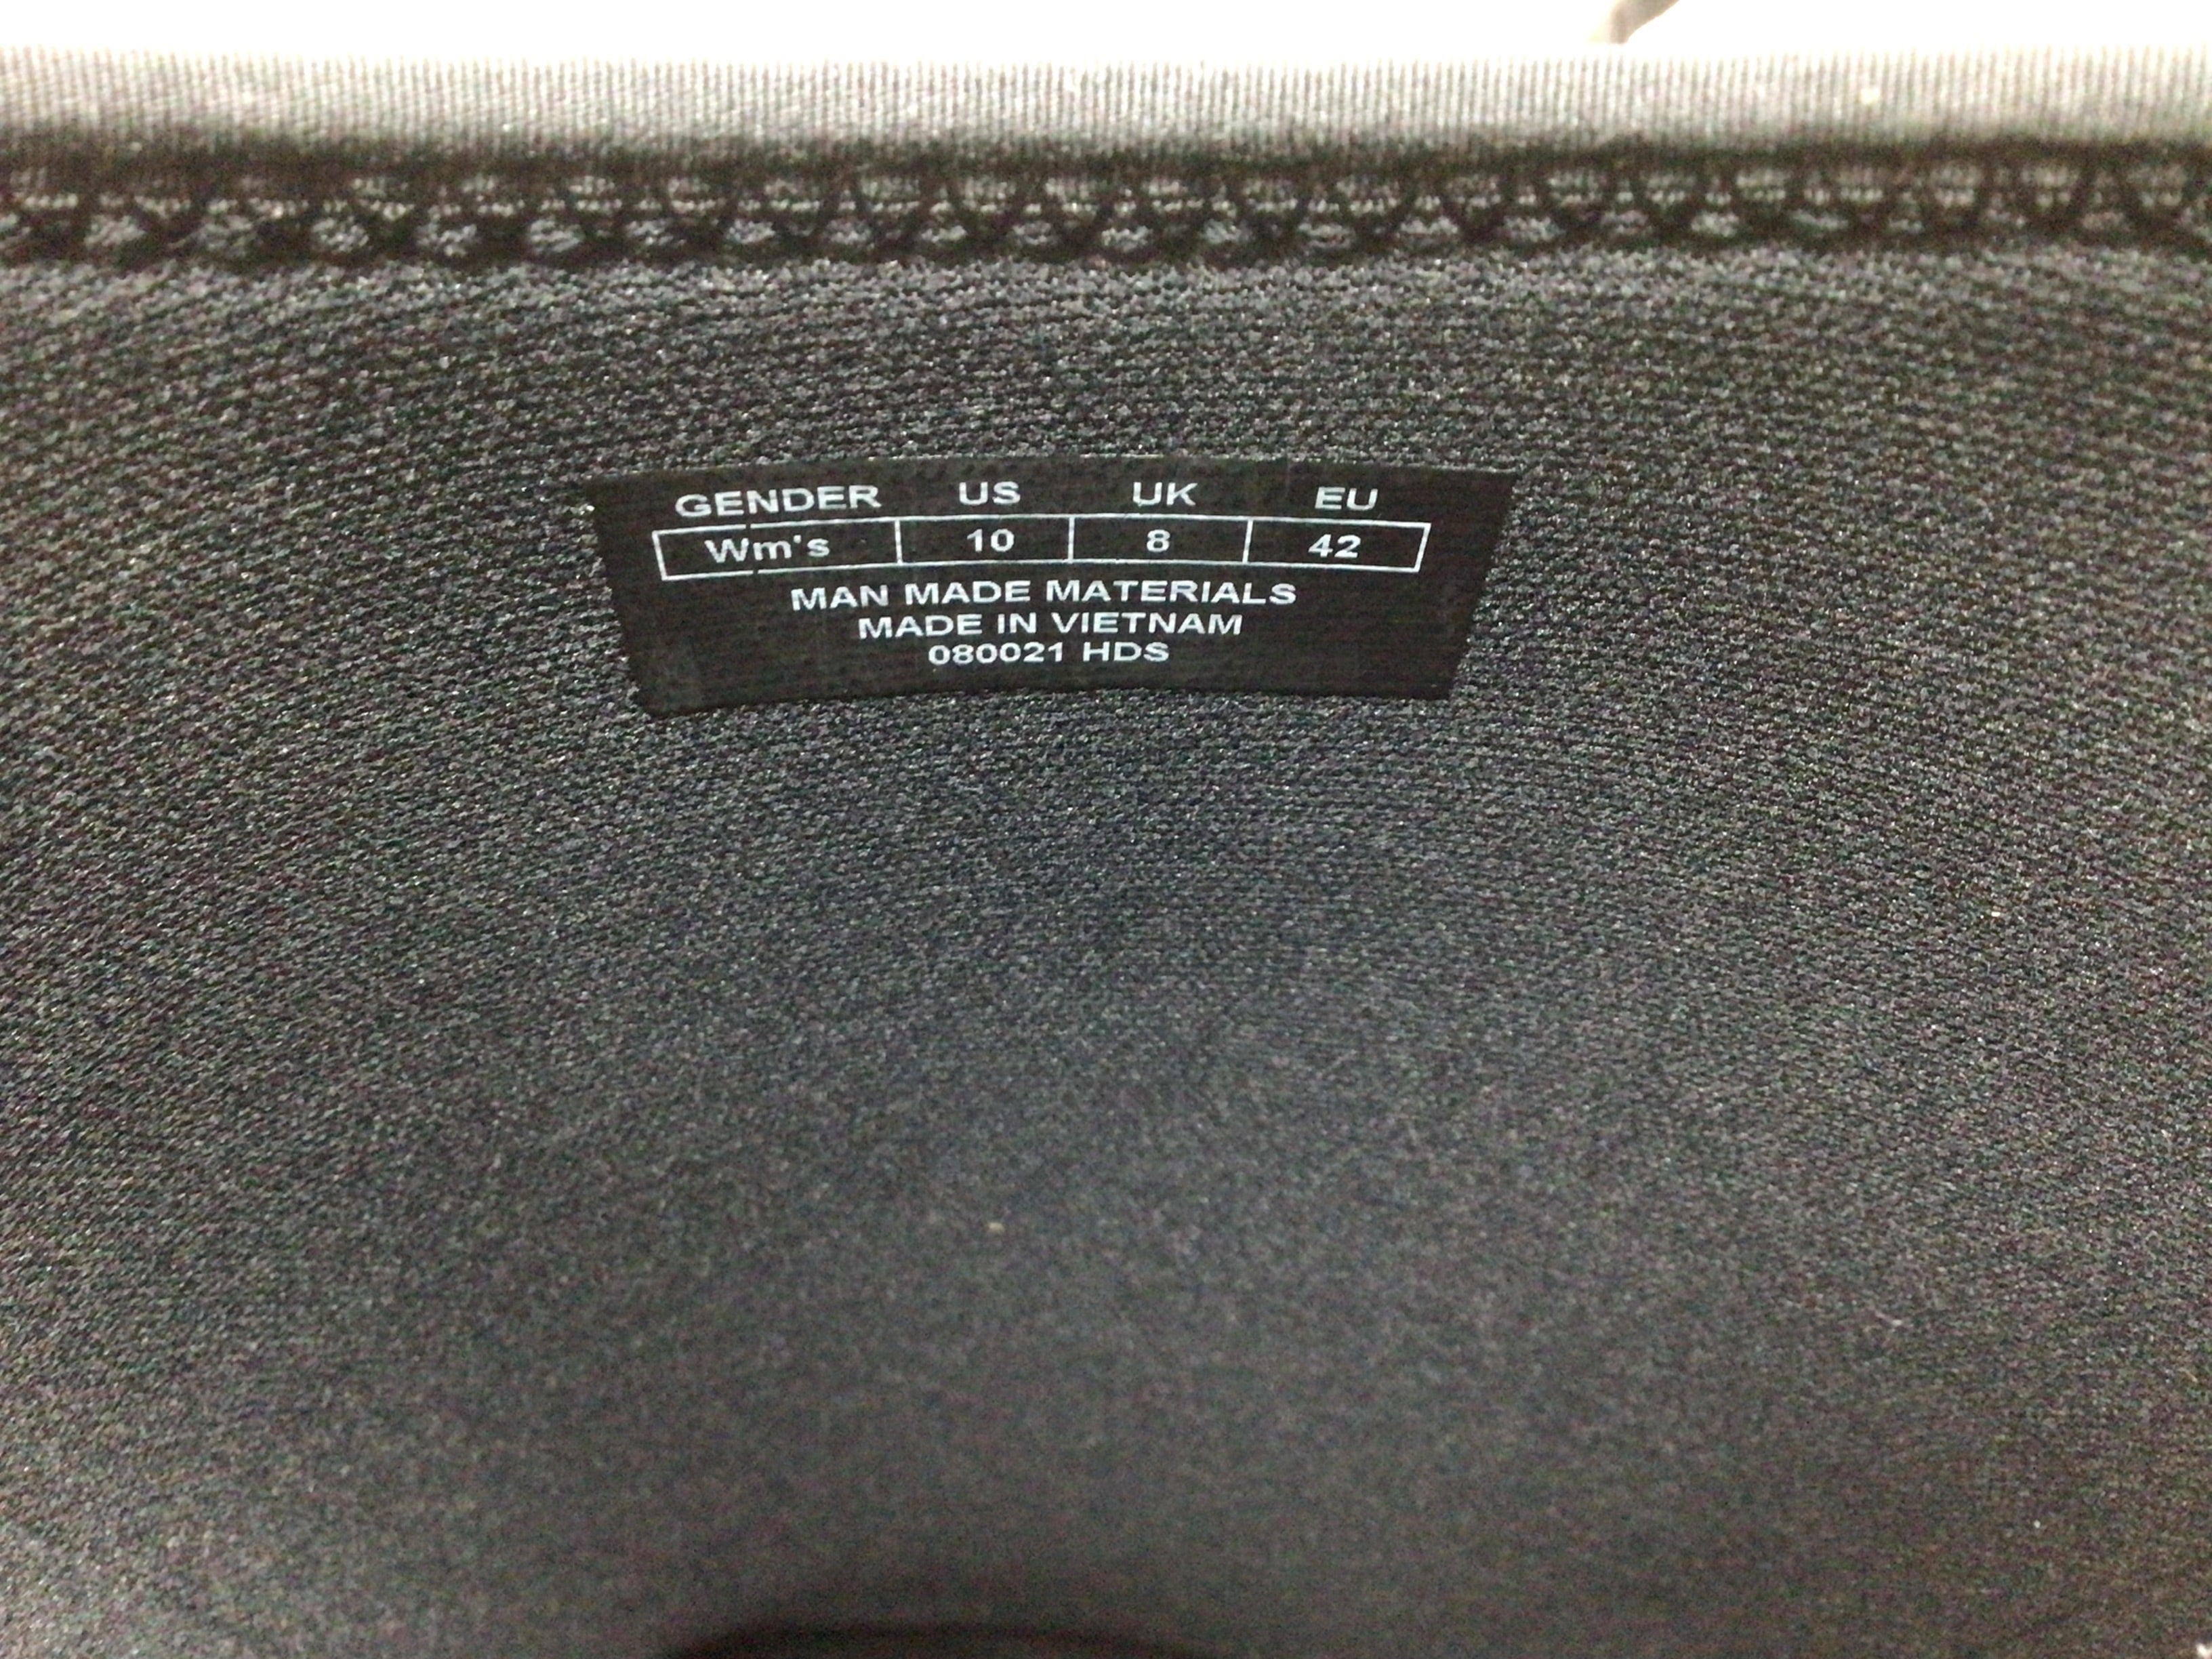 GENDER US UK EU
Wm's 10 8 42
MAN MADE MATERIALS
MADE IN VIETNAM
080021 HDS